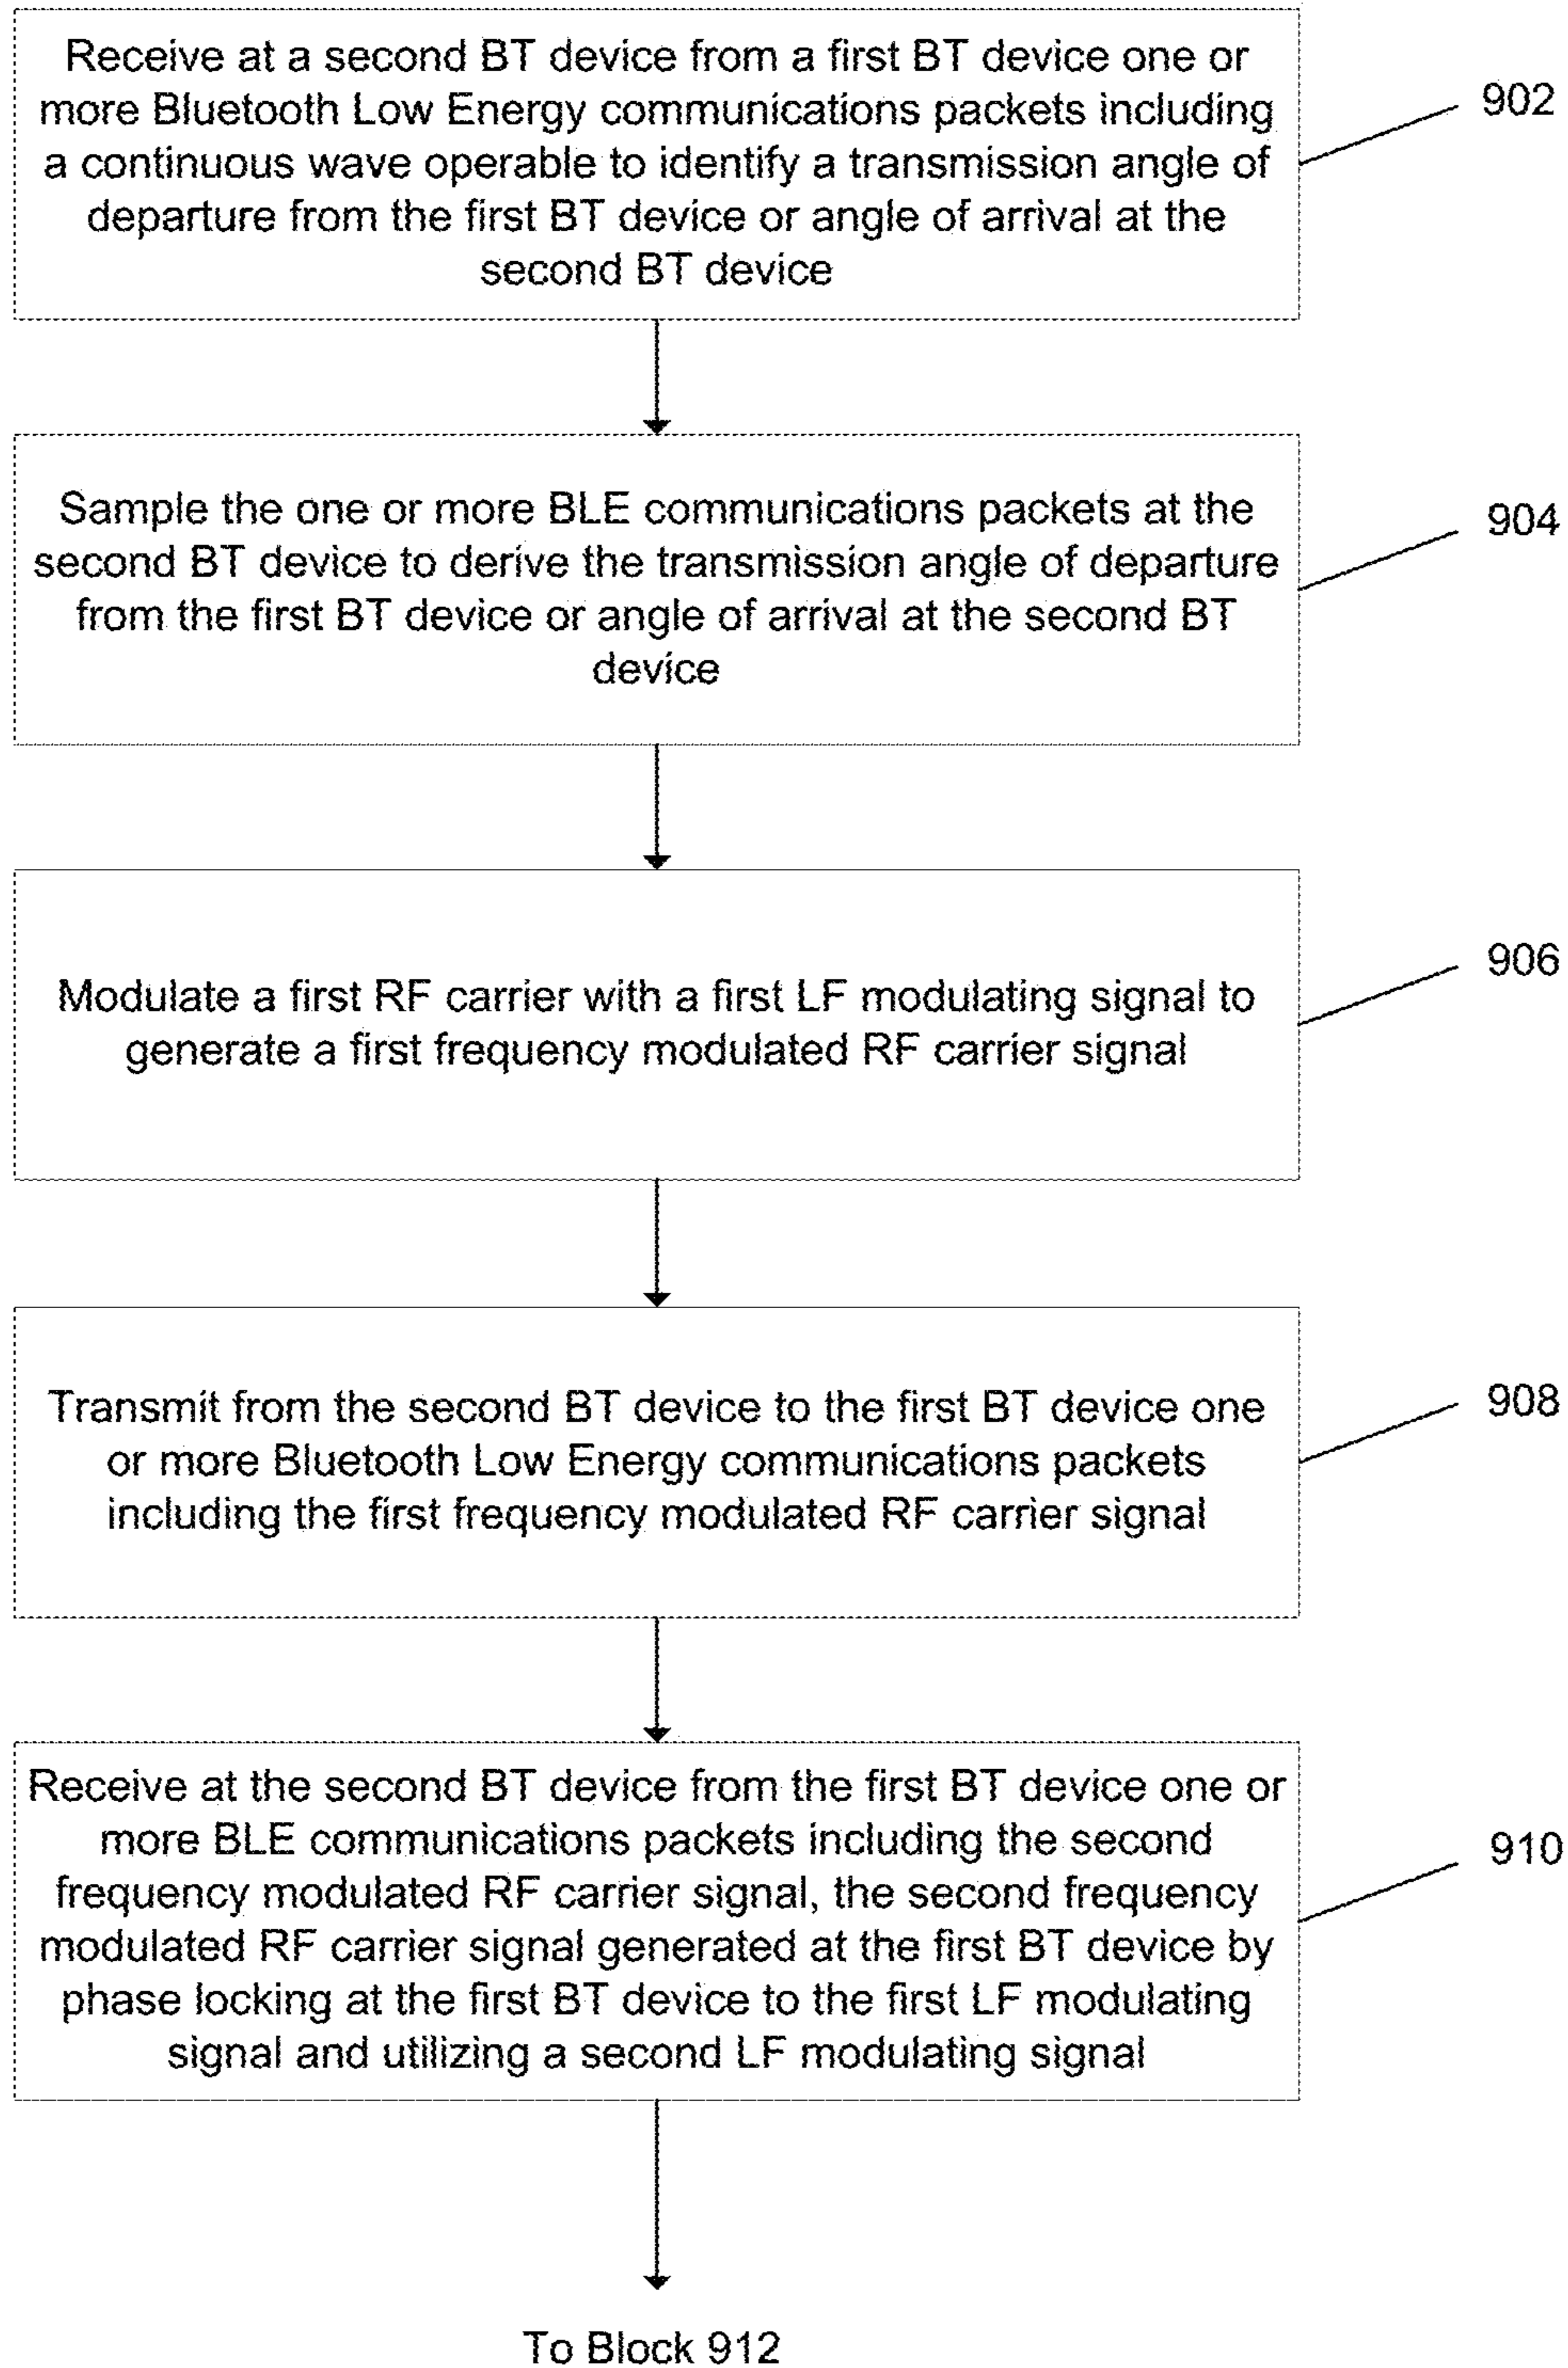 Receive at a second BT device from a first BT device one or
more Bluetooth Low Energy communications packets including
a continuous wave operable to identify a transmission angle of
departure from the first BT device or angle of arrival at the
second BT device
902
Sample the one or more BLE communications packets at the
second BT device to derive the transmission angle of departure
from the first BT device or angle of arrival at the second BT
device
904
Modulate a first RF carrier with a first LF modulating signal to
generate a first frequency modulated RF carrier signal
906
Transmit from the second BT device to the first BT device one
or more Bluetooth Low Energy communications packets
including the first frequency modulated RF carrier signal
908
Receive at the second BT device from the first BT device one or
more BLE communications packets including the second
frequency modulated RF carrier signal, the second frequency
modulated RF carrier signal generated at the first BT device by
phase locking at the first BT device to the first LF modulating
signal and utilizing a second LF modulating signal
910
To Block 912